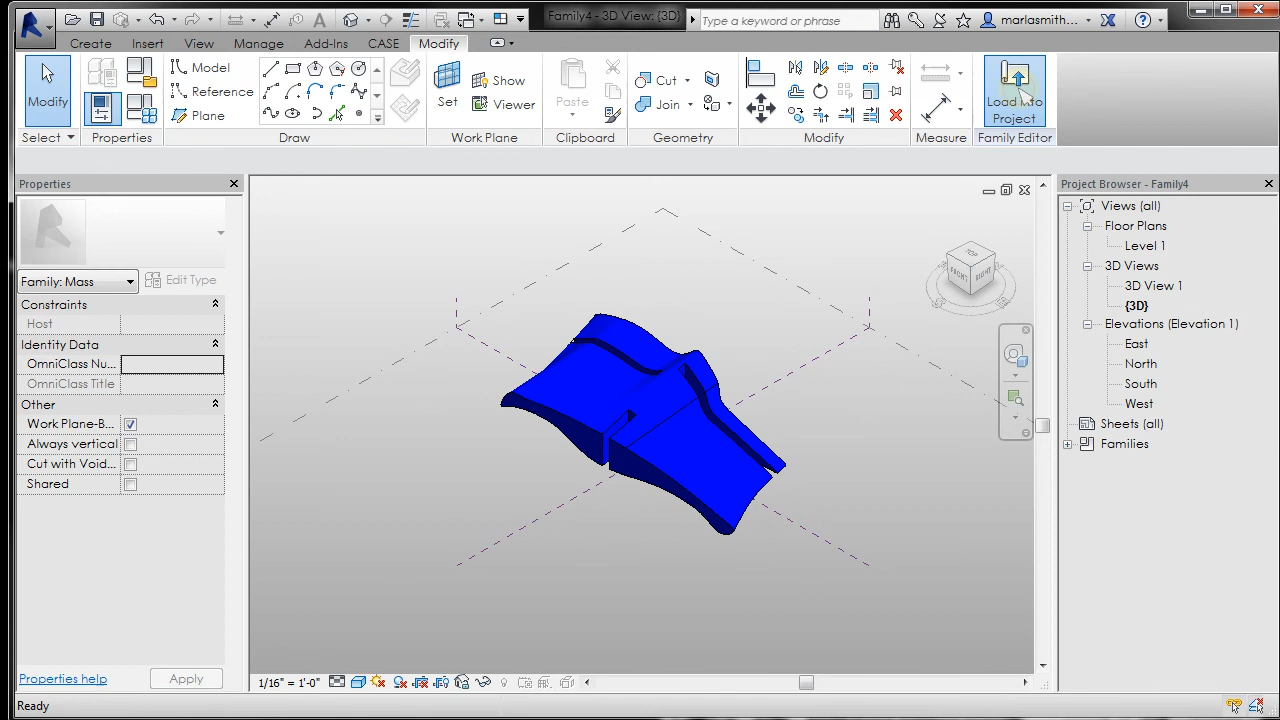 Family4 - 3D View: {3D}
Type a keyword or phrase
marlasmith...
Create
Insert
View
Manage
Add-Ins
CASE
Modify
Modify
Select
Properties
Model
Reference
Plane
Draw
Set
Show
Viewer
Work Plane
Paste
Clipboard
Cut
Join
Geometry
Modify
Measure
Load into
Project
Family Editor
Properties
Family: Mass
Edit Type
Constraints
Host
Identity Data
OmniClass Nu...
OmniClass Title
Other
Work Plane-B...
Always vertical
Cut with Void...
Shared
Properties help
Apply
TOP
FRONT
RIGHT
1/16" = 1'-0"
Project Browser - Family4
Views (all)
Floor Plans
Level 1
3D Views
3D View 1
{3D}
Elevations (Elevation 1)
East
North
South
West
Sheets (all)
Families
Ready